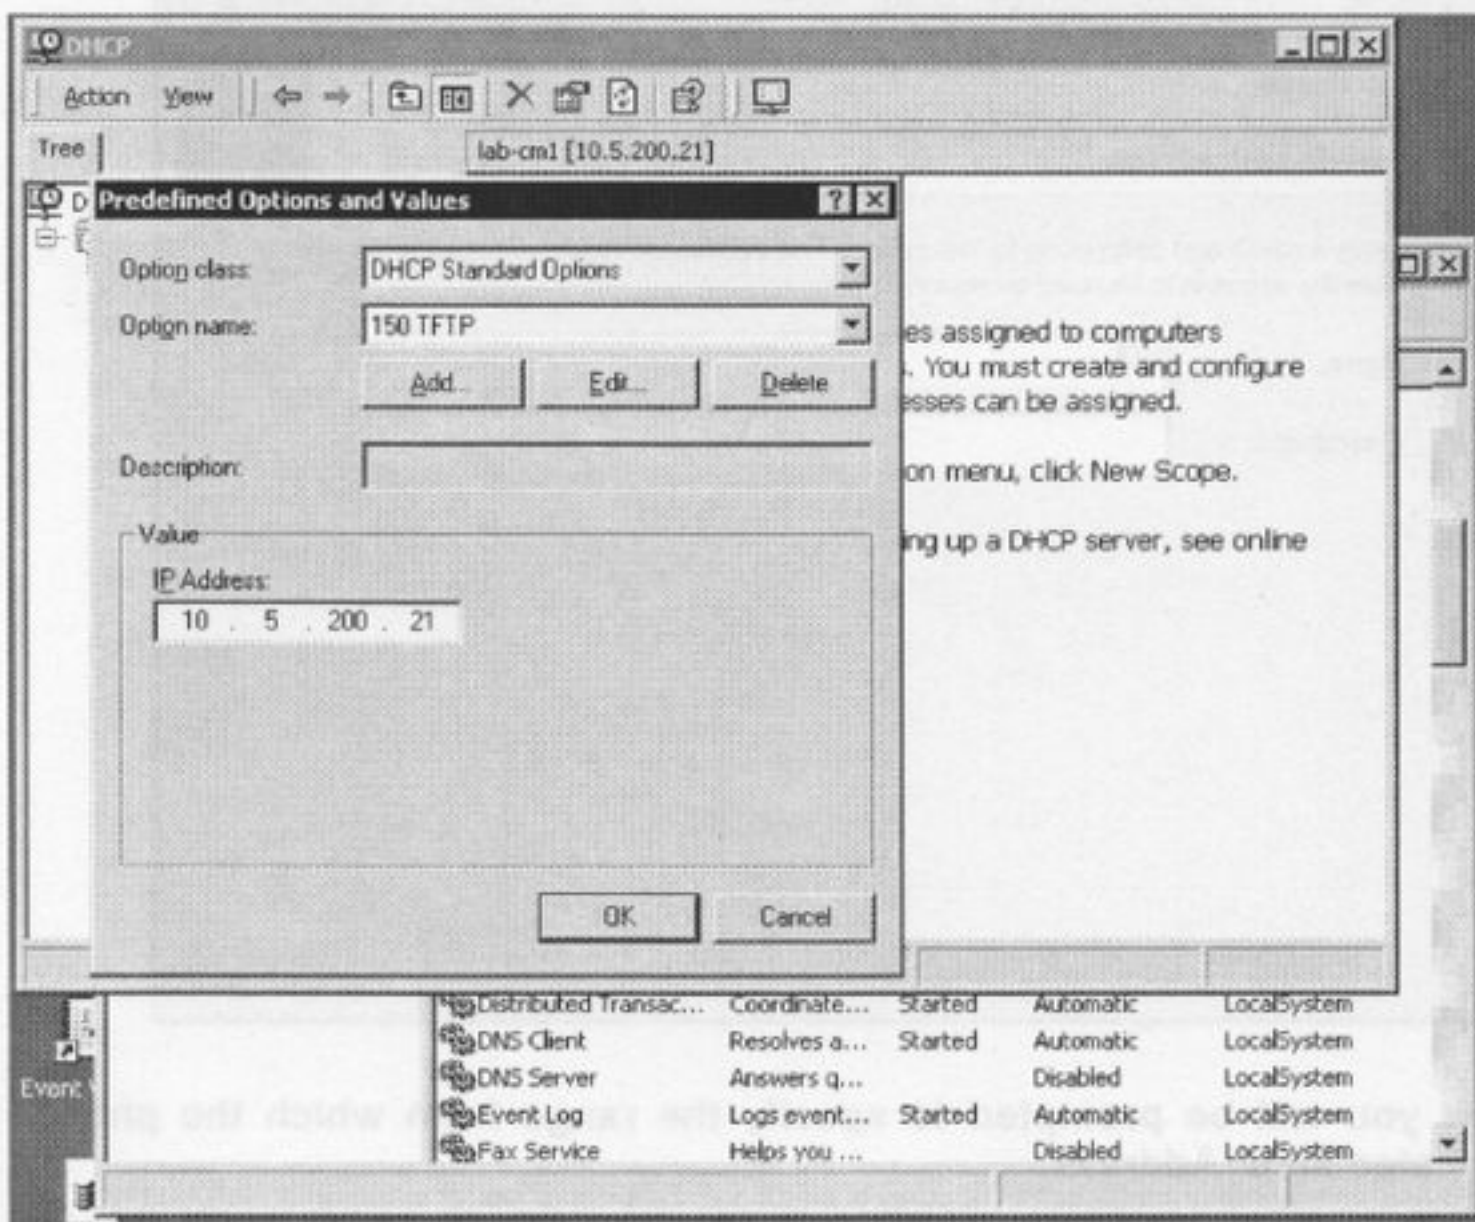 DHCP
Action View
Tree
lab-cm1 [10.5.200.21]
D
Predefined Options and Values
Option class:
DHCP Standard Options
Option name:
150 TFTP
Add...
Edit...
Delete
Description:
Value
IP Address:
10 . 5 . 200 . 21
OK
Cancel
es assigned to computers
. You must create and configure
esses can be assigned.
on menu, click New Scope.
ing up a DHCP server, see online
Distributed Transac... Coordinate... Started Automatic LocalSystem
DNS Client Resolves a... Started Automatic LocalSystem
DNS Server Answers q... Disabled LocalSystem
Event Log Logs event... Started Automatic LocalSystem
Fax Service Helps you ... Disabled LocalSystem
Event